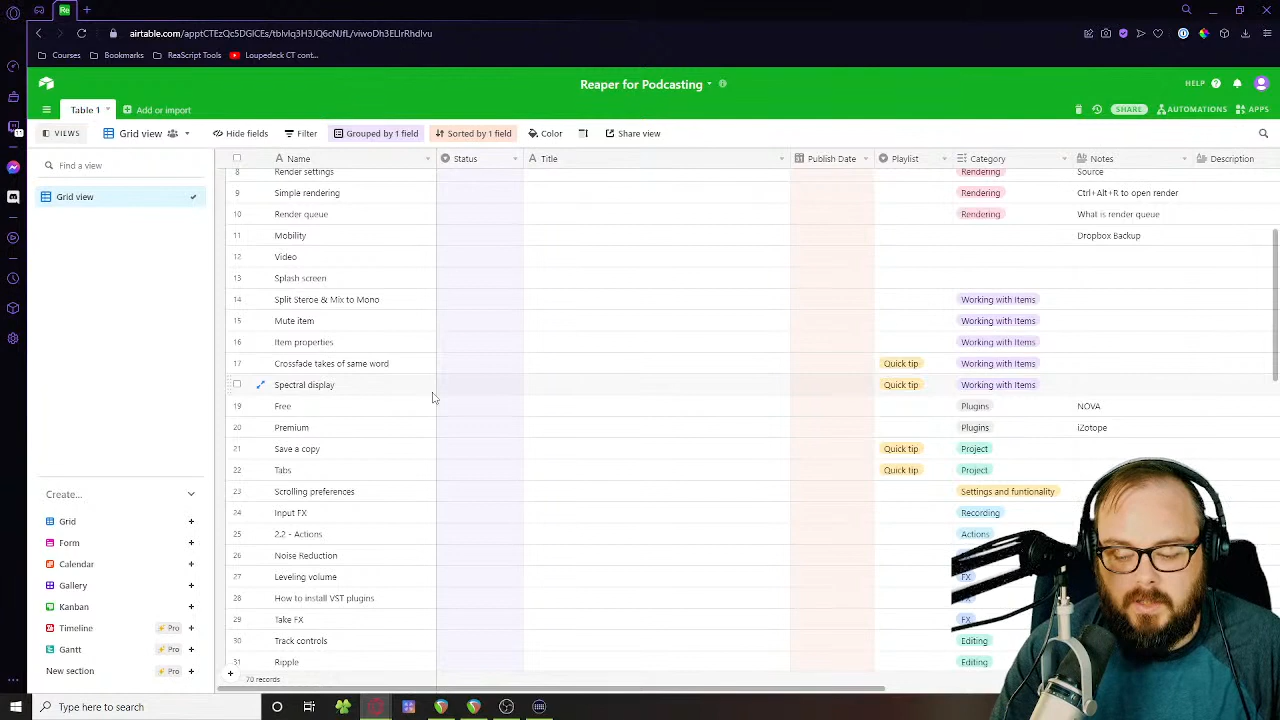 Re
airtable.com/apptCTEzQc5DGICEs/tblvlq3H3JQ6cNJfL/viwoDh3ELIrRhdIvu
Courses Bookmarks ReaScript Tools Loupedeck CT cont...
Reaper for Podcasting
HELP
Table 1 Add or import SHARE AUTOMATIONS APPS
VIEWS Grid view Hide fields Filter Grouped by 1 field Sorted by 1 field Color Share view
Find a view
Grid view
Name Status Title Publish Date Playlist Category Notes Description
8 Render settings Rendering Source
9 Simple rendering Rendering Ctrl+Alt+R to open render
10 Render queue Rendering What is render queue
11 Mobility Dropbox Backup
12 Video
13 Splash screen
14 Split Steroe & Mix to Mono Working with Items
15 Mute item Working with Items
16 Item properties Working with Items
17 Crossfade takes of same word Quick tip Working with Items
Spectral display Quick tip Working with Items
19 Free Plugins NOVA
20 Premium Plugins iZotope
21 Save a copy Quick tip Project
22 Tabs Quick tip Project
23 Scrolling preferences Settings and funtionality
24 Input FX Recording
25 2.2 - Actions Actions
26 Noise Reduction
27 Leveling volume FX
28 How to install VST plugins
29 Take FX FX
30 Track controls Editing
31 Ripple Editing
70 records
Create...
Grid
Form
Calendar
Gallery
Kanban
Timeline Pro
Gantt Pro
New section Pro
Type here to search